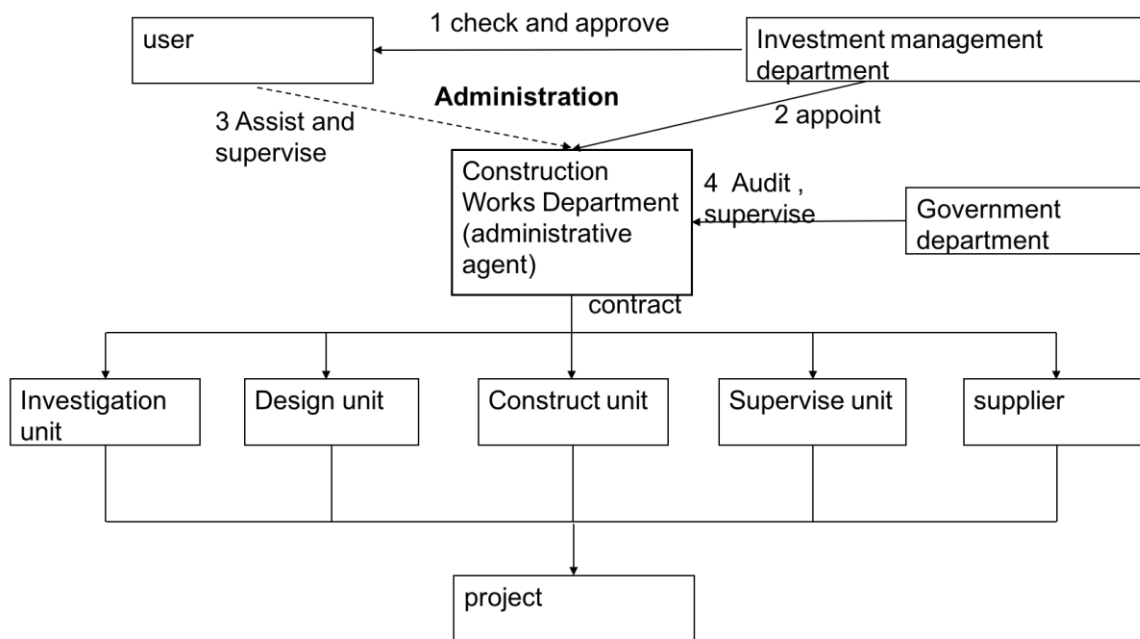 user
1 check and approve
Investment management
department
Administration
3 Assist and
supervise
2 appoint
Construction
Works Department
(administrative
agent)
4  Audit ,
supervise
Government
department
contract
Investigation
unit
Design unit
Construct unit
Supervise unit
supplier
project